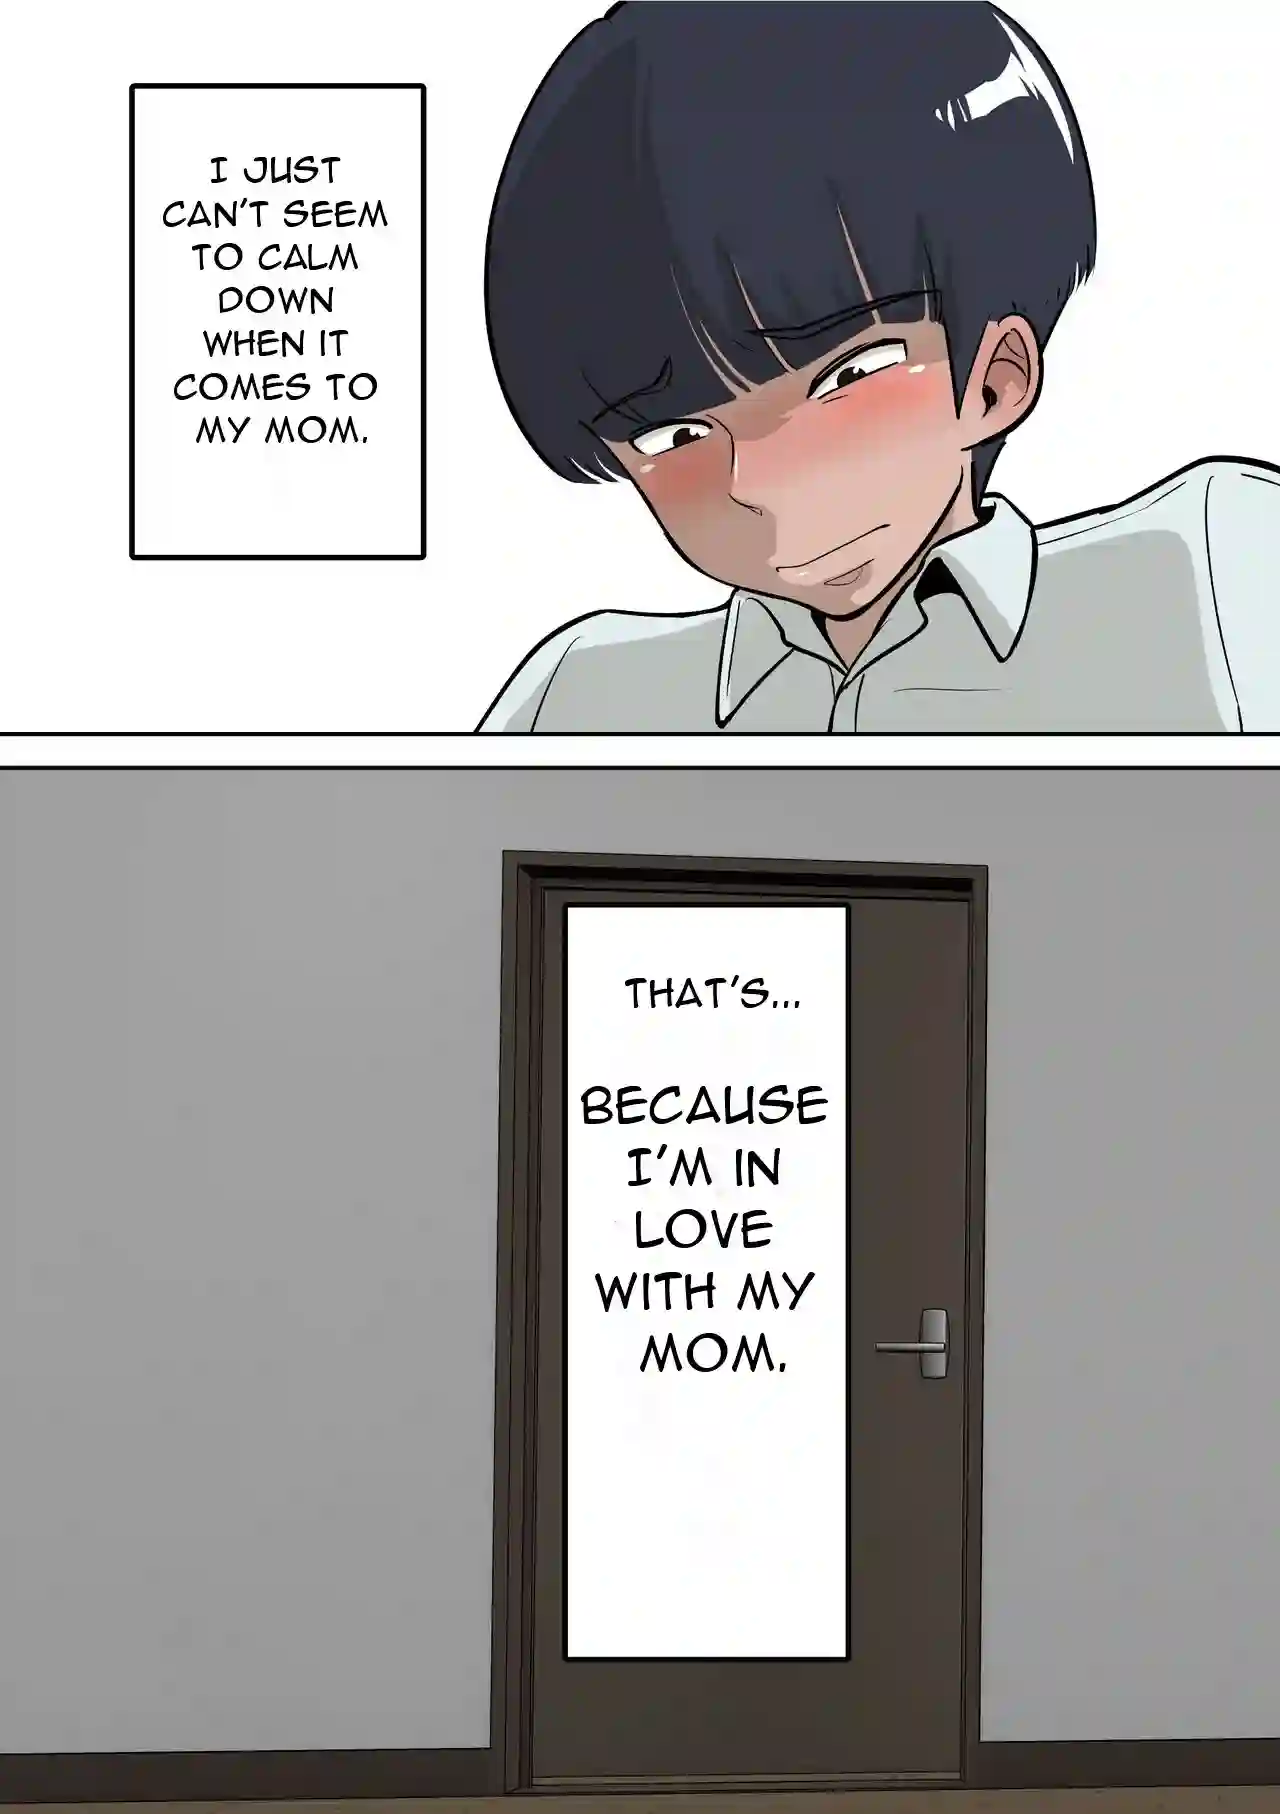 I JUST
CAN'T SEEM
TO CALM
DOWN
WHEN IT
COMES TO
MY MOM.
THAT'S...
BECAUSE
I'M IN
LOVE
WITH MY
MOM.